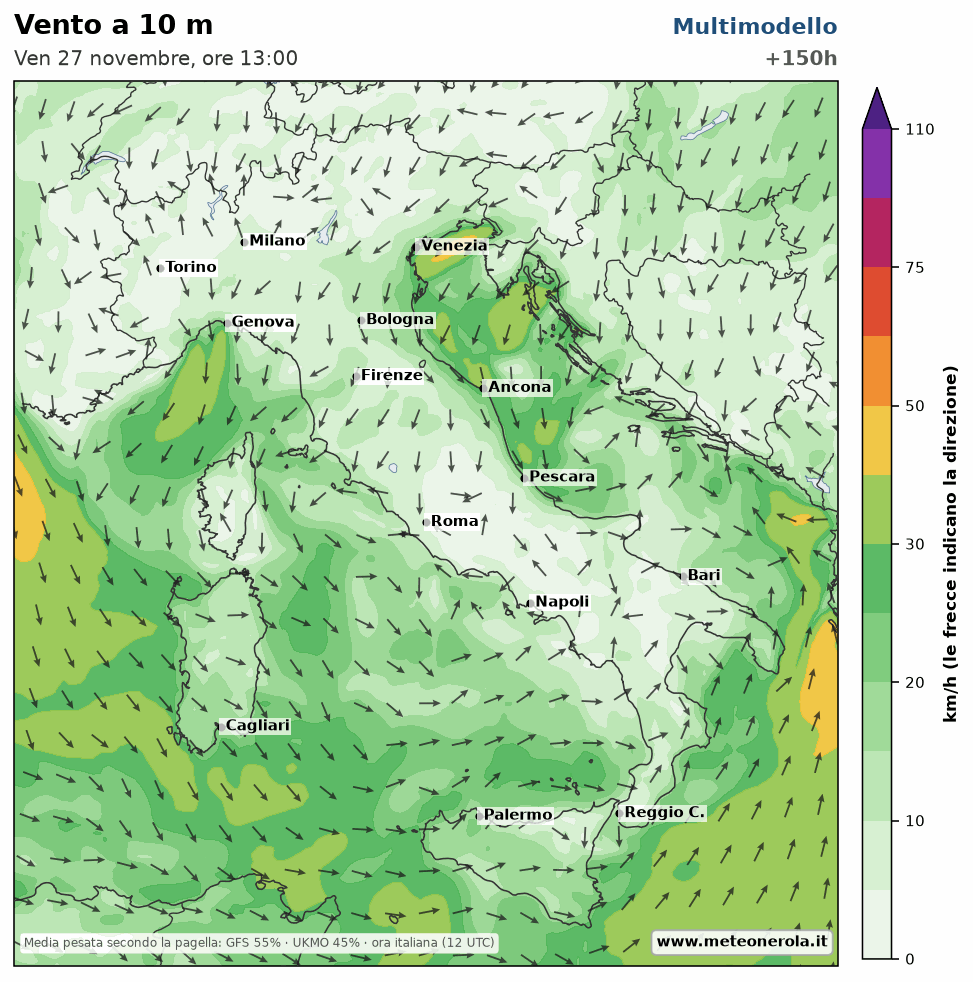 Vento a 10 m
Multimodello
Ven 27 novembre, ore 13:00
+150h
110
75
50
30
20
10
0
km/h (le frecce indicano la direzione)
Venezia
Milano
Torino
Bologna
Genova
Firenze
Ancona
Pescara
Roma
Bari
Napoli
Cagliari
Palermo
Reggio C.
Media pesata secondo la pagella: GFS 55% · UKMO 45% · ora italiana (12 UTC)
www.meteonerola.it